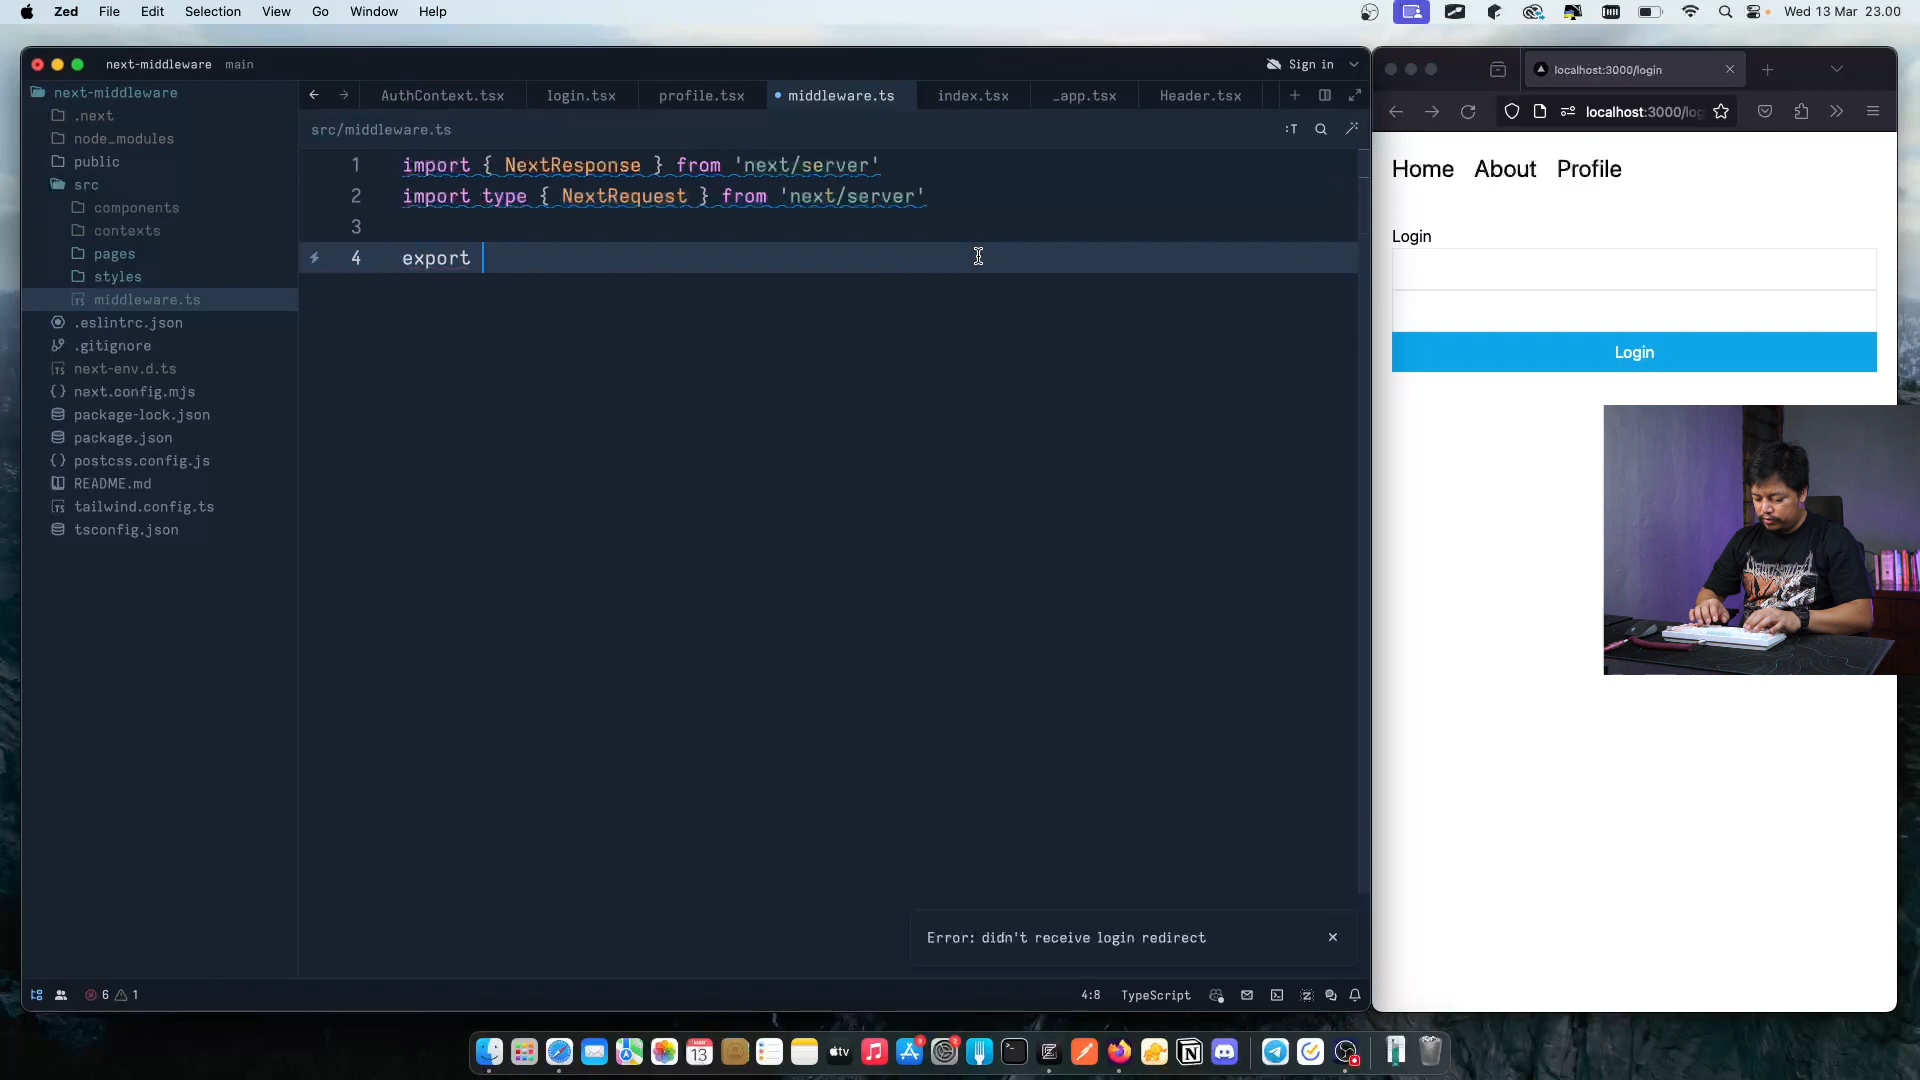 Zed File Edit Selection View Go Window Help
Wed 13 Mar 23.00
next-middleware main
Sign in
localhost:3000/login
next-middleware
.next
node_modules
public
src
components
contexts
pages
styles
middleware.ts
.eslintrc.json
.gitignore
next-env.d.ts
next.config.mjs
package-lock.json
package.json
postcss.config.js
README.md
tailwind.config.ts
tsconfig.json
AuthContext.tsx login.tsx profile.tsx middleware.ts index.tsx _app.tsx Header.tsx
src/middleware.ts
1 import { NextResponse } from 'next/server'
2 import type { NextRequest } from 'next/server'
3
4 export
Error: didn't receive login redirect
6 1
4:8 TypeScript
localhost:3000/log
Home About Profile
Login
Login
tv
13